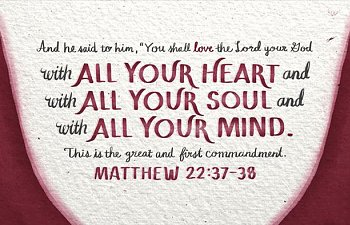 And he said to him, "You shall love the Lord your God
with ALL YOUR HEART and
with ALL YOUR SOUL and
with ALL YOUR MIND.
This is the great and first commandment.
MATTHEW 22:37-38